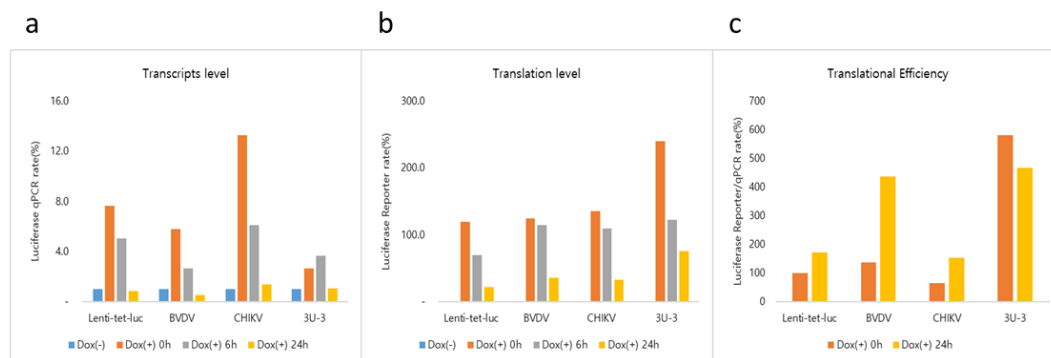 a
b
c
Transcripts level
Luciferase qPCR rate(%)
16.0
12.0
8.0
4.0
-
Lenti-tet-luc BVDV CHIKV 3U-3
Dox(-) Dox(+) 0h Dox(+) 6h Dox(+) 24h
Translation level
Luciferase Reporter rate(%)
300.0
200.0
100.0
-
Lenti-tet-luc BVDV CHIKV 3U-3
Dox(-) Dox(+) 0h Dox(+) 6h Dox(+) 24h
Translational Efficiency
Luciferase Reporter/qPCR rate(%)
700
600
500
400
300
200
100
0
Lenti-tet-luc BVDV CHIKV 3U-3
Dox(+) 0h Dox(+) 24h